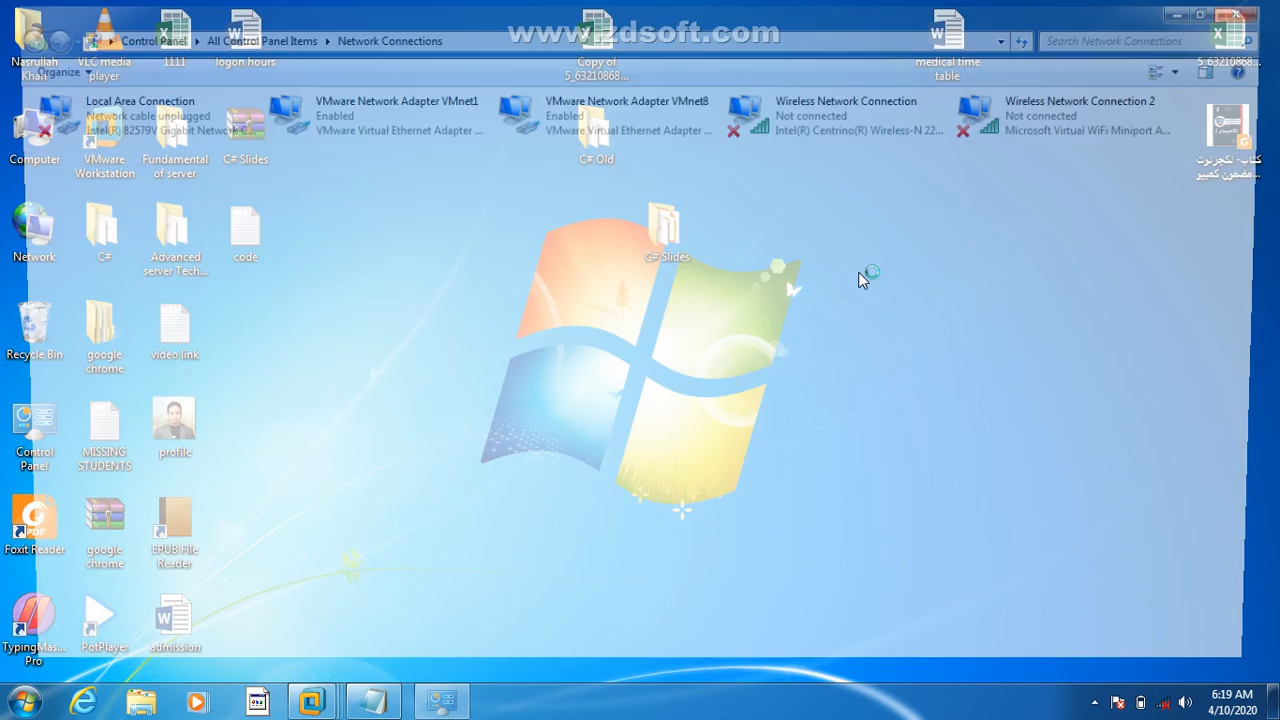 www.zdsoft.com
Control Panel
All Control Panel Items
Network Connections
Search Network Connections
Organize
Local Area Connection
Network cable unplugged
Intel(R) 82579V Gigabit Network C...
VMware Network Adapter VMnet1
Enabled
VMware Virtual Ethernet Adapter ...
VMware Network Adapter VMnet8
Enabled
VMware Virtual Ethernet Adapter ...
Wireless Network Connection
Not connected
Intel(R) Centrino(R) Wireless-N 22...
Wireless Network Connection 2
Not connected
Microsoft Virtual WiFi Miniport A...
Nasrullah
Khan
VLC media
player
1111
logon hours
Copy of
5_63210868...
medical time
table
5_63210868...
Computer
VMware
Workstation
Fundamental
of server
C# Slides
C# Old
کتاب- لکچرنوت
مضمون کمپیو...
Network
C#
Advanced
server Tech...
code
C# Slides
Recycle Bin
google
chrome
video link
Control
Panel
MISSING
STUDENTS
profile
Foxit Reader
google
chrome
EPUB File
Reader
TypingMas...
Pro
PotPlayer
admission
6:19 AM
4/10/2020